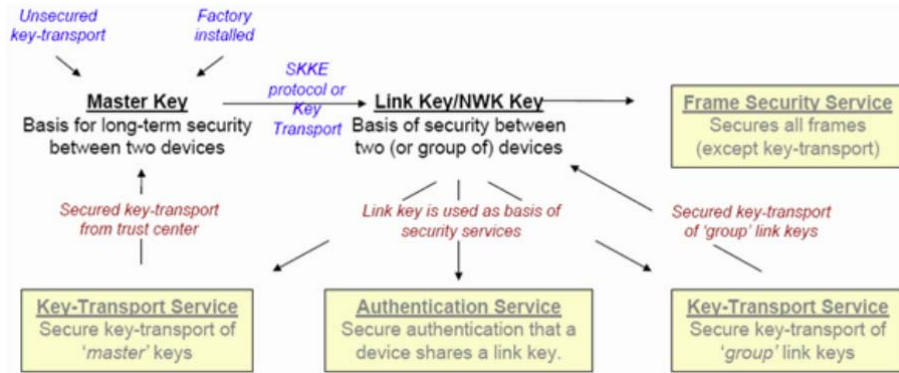 Unsecured
key-transport
Factory
installed
SKKE
protocol or
Key
Transport
Master Key
Basis for long-term security
between two devices
Link Key/NWK Key
Basis of security between
two (or group of) devices
Frame Security Service
Secures all frames
(except key-transport)
Secured key-transport
from trust center
Link key is used as basis of
security services
Secured key-transport
of 'group' link keys
Key-Transport Service
Secure key-transport of
'master' keys
Authentication Service
Secure authentication that a
device shares a link key.
Key-Transport Service
Secure key-transport of
'group' link keys